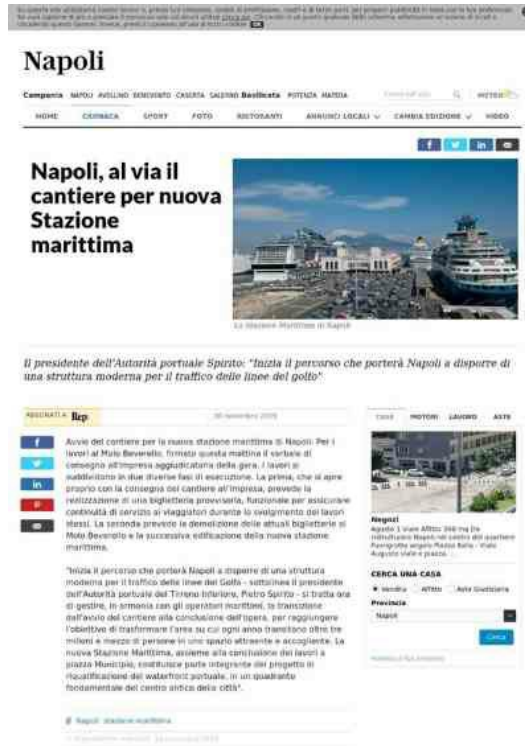 Napoli
Campania NAPOLI AVELLINO BENEVENTO CASERTA SALERNO Basilicata POTENZA MATERA
METEO
HOME CRONACA SPORT FOTO RISTORANTI ANNUNCI LOCALI CAMBIA EDIZIONE VIDEO
Napoli, al via il
cantiere per nuova
Stazione
marittima
La Stazione Marittima di Napoli
Il presidente dell'Autorità portuale Spirito: "Inizia il percorso che porterà Napoli a disporre di
una struttura moderna per il traffico delle linee del golfo"
ABBONATI A Rep:
Avvio del cantiere per la nuova stazione marittima di Napoli. Per i
lavori al Molo Beverello, firmato questa mattina il verbale di
consegna all'impresa aggiudicataria della gara. I lavori si
suddividono in due diverse fasi di esecuzione. La prima, che si apre
proprio con la consegna del cantiere all'impresa, prevede la
realizzazione di una biglietteria provvisoria, funzionale per assicurare
continuità di servizio ai viaggiatori durante lo svolgimento dei lavori
stessi. La seconda prevede la demolizione delle attuali biglietterie al
Molo Beverello e la successiva edificazione della nuova stazione
marittima.
"Inizia il percorso che porterà Napoli a disporre di una struttura
moderna per il traffico delle linee del Golfo - sottolinea il presidente
dell'Autorità portuale del Tirreno Inferiore, Pietro Spirito - si tratta ora
di gestire, in armonia con gli operatori marittimi, la transizione
dall'avvio del cantiere alla conclusione dell'opera, per raggiungere
l'obiettivo di trasformare l'area su cui ogni anno transitano oltre tre
milioni e mezzo di persone in uno spazio attraente e accogliente. La
nuova Stazione Marittima, assieme alla conclusione dei lavori a
piazza Municipio, costituisce parte integrante del progetto di
riqualificazione del waterfront portuale, in un quadrante
fondamentale del centro antico della città".
Napoli stazione marittima
CASE MOTORI LAVORO ASTE
Negozi
CERCA UNA CASA
Vendita Affitto Asta Giudiziaria
Provincia
Napoli
Cerca